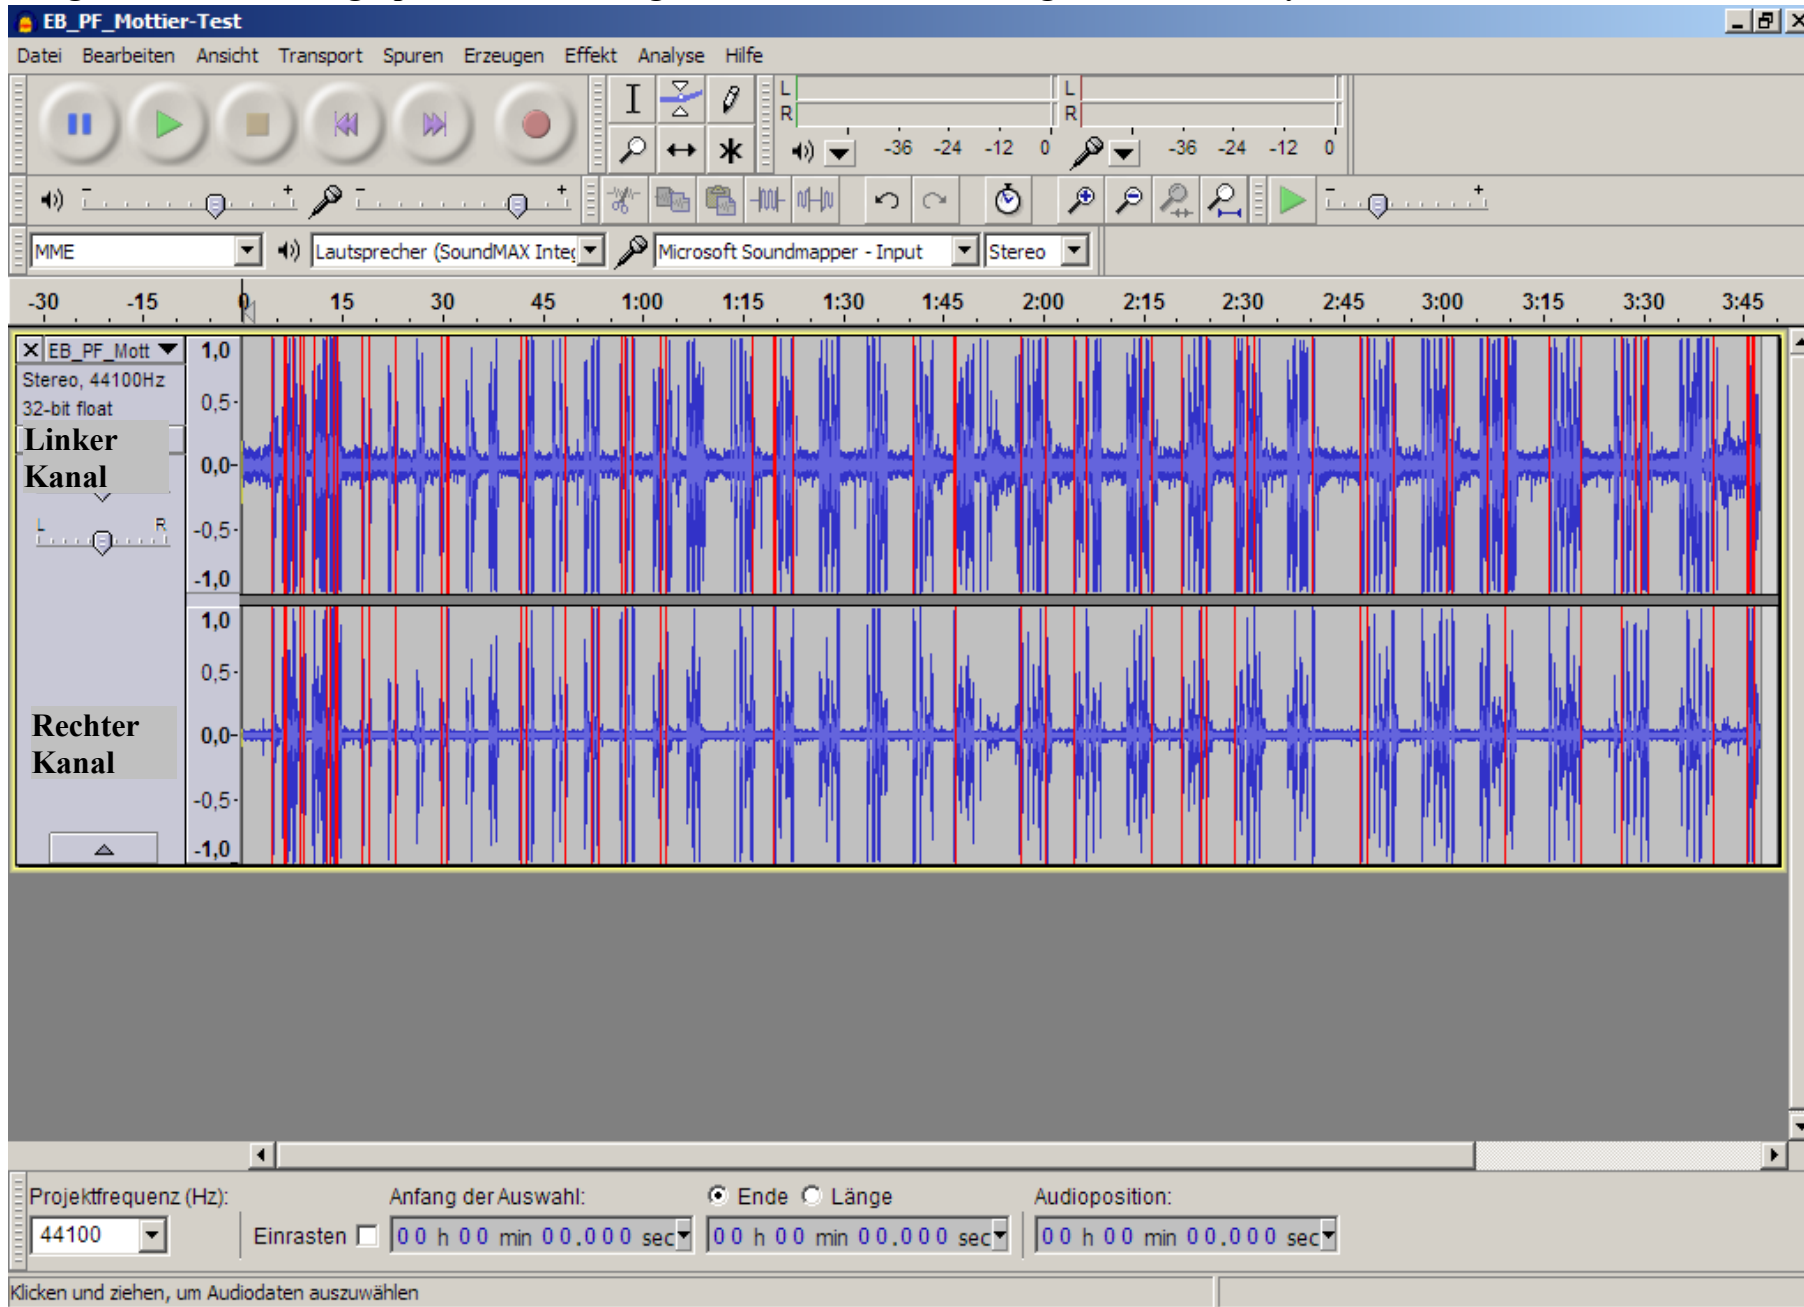 EB_PF_Mottier-Test
Datei Bearbeiten Ansicht Transport Spuren Erzeugen Effekt Analyse Hilfe
L
R
-36 -24 -12 0
L
R
-36 -24 -12 0
MME
Lautsprecher (SoundMAX Integ
Microsoft Soundmapper - Input
Stereo
-30 -15 0 15 30 45 1:00 1:15 1:30 1:45 2:00 2:15 2:30 2:45 3:00 3:15 3:30 3:45
X EB_PF_Mott
Stereo, 44100Hz
32-bit float
Linker
Kanal
L R
1,0
0,5
0,0
-0,5
-1,0
Rechter
Kanal
1,0
0,5
0,0
-0,5
-1,0
Projektfrequenz (Hz):
44100
Einrasten
Anfang der Auswahl:
00 h 00 min 00.000 sec
Ende Länge
00 h 00 min 00.000 sec
Audioposition:
00 h 00 min 00.000 sec
Klicken und ziehen, um Audiodaten auszuwählen